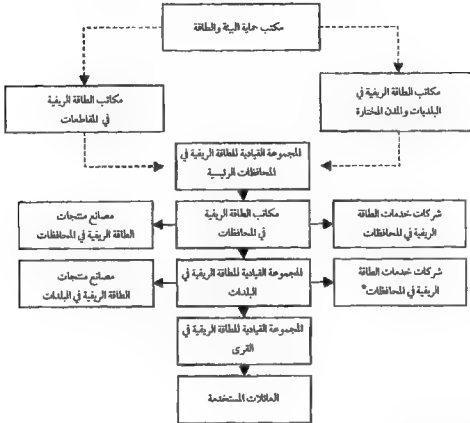 مكتب حماية البيئة والطاقة
مكاتب الطاقة الريفية في
البلديات والمدن المختارة
مكاتب الطاقة الريفية
في المقاطعات
المجموعة القيادية للطاقة الريفية في
المحافظات الرئيسية
شركات خدمات الطاقة
الريفية في المحافظات
مكاتب الطاقة الريفية
في المحافظات
مصانع منتجات
الطاقة الريفية في المحافظات
شركات خدمات الطاقة
الريفية في المحافظات*
المجموعة القيادية للطاقة الريفية في
البلدات
مصانع منتجات
الطاقة الريفية في البلدات
المجموعة القيادية للطاقة الريفية في
القرى
العائلات المستخدمة